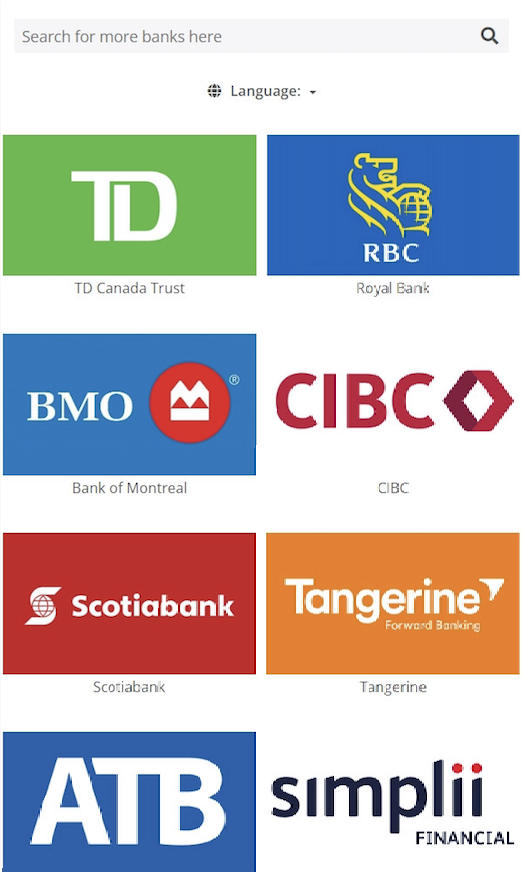 Search for more banks here
Language:
TD
RBC
TD Canada Trust
Royal Bank
BMO ®
CIBC
Bank of Montreal
CIBC
Scotiabank
Tangerine
Forward Banking
Scotiabank
Tangerine
ATB
simplii
FINANCIAL